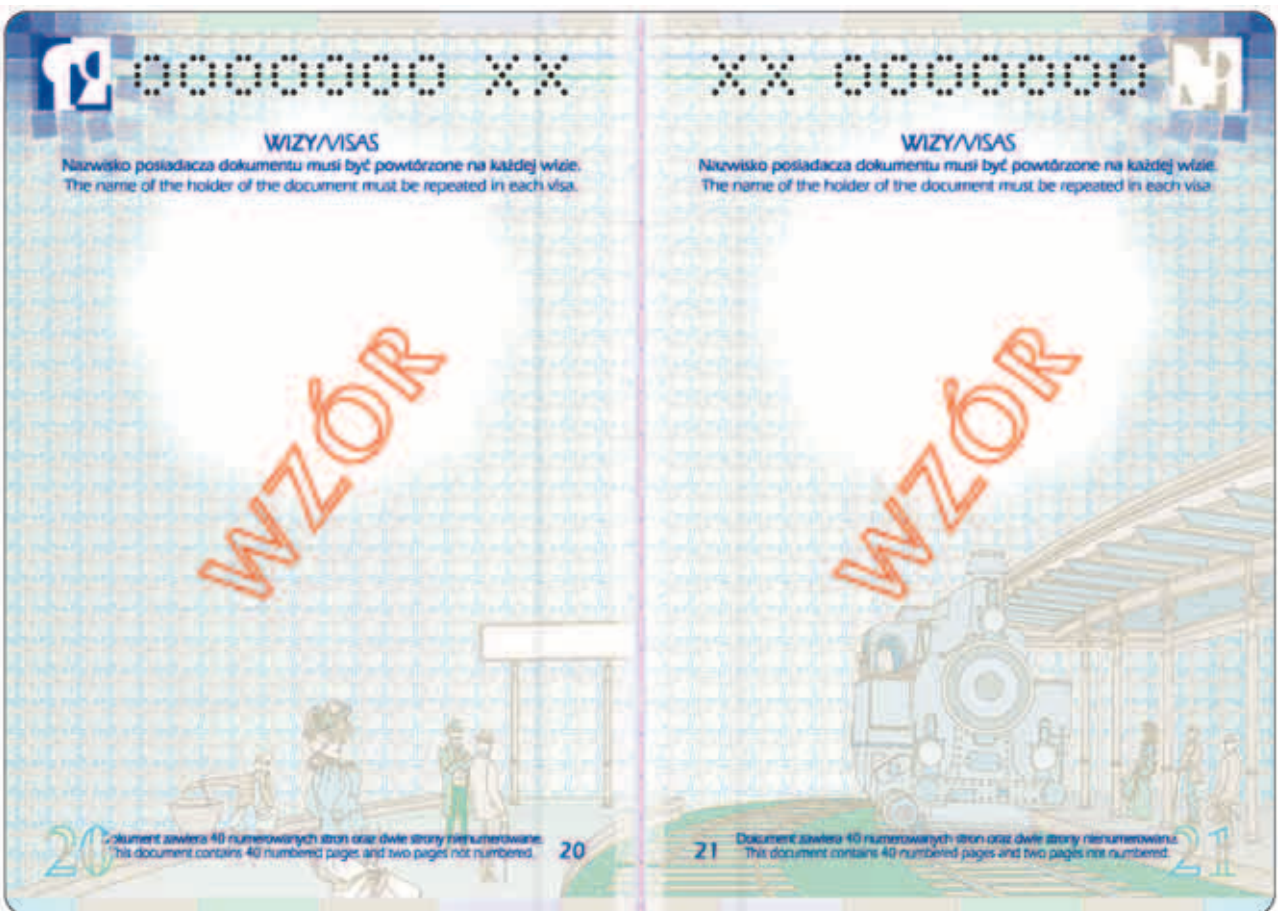 0000000 XX
WIZY/VISAS
Nazwisko posiadacza dokumentu musi być powtórzone na każdej wizie.
The name of the holder of the document must be repeated in each visa.
WZÓR
20
Dokument zawiera 40 numerowanych stron oraz dwie strony nienumerowane.
This document contains 40 numbered pages and two pages not numbered.
20
XX 0000000
WIZY/VISAS
Nazwisko posiadacza dokumentu musi być powtórzone na każdej wizie.
The name of the holder of the document must be repeated in each visa.
WZÓR
21
Dokument zawiera 40 numerowanych stron oraz dwie strony nienumerowane.
This document contains 40 numbered pages and two pages not numbered.
21